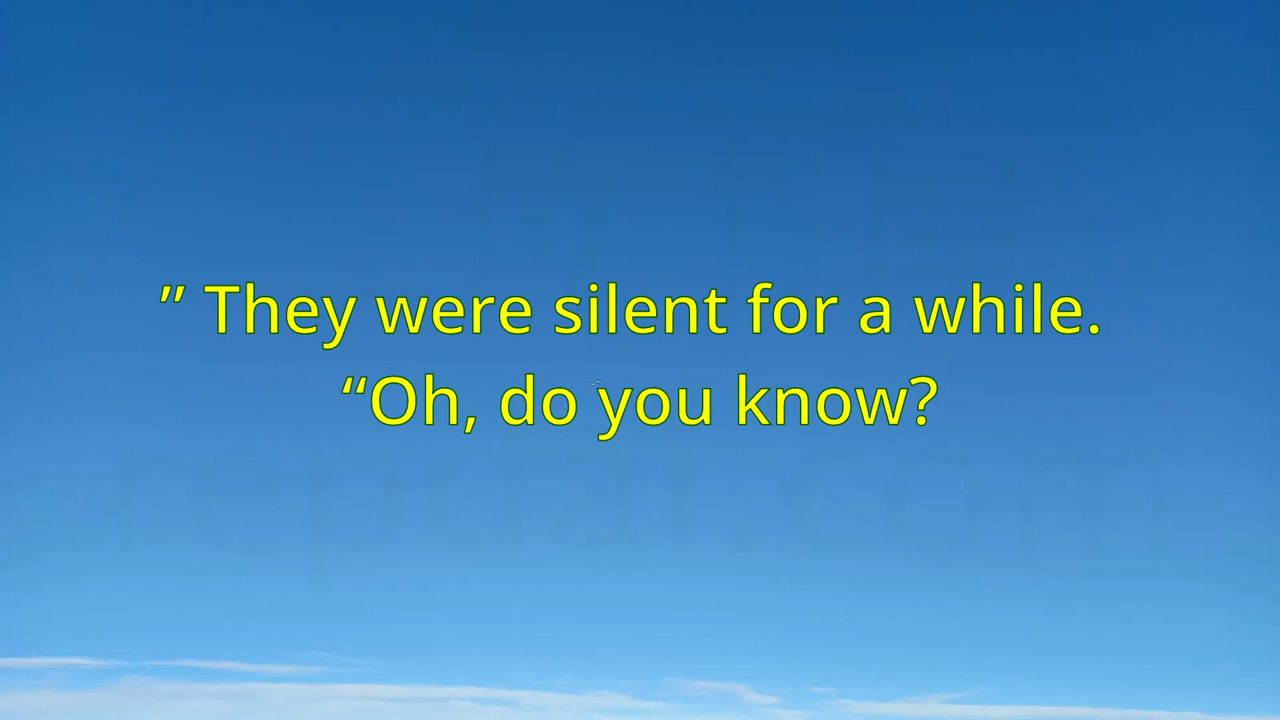 ” They were silent for a while.
“Oh, do you know?